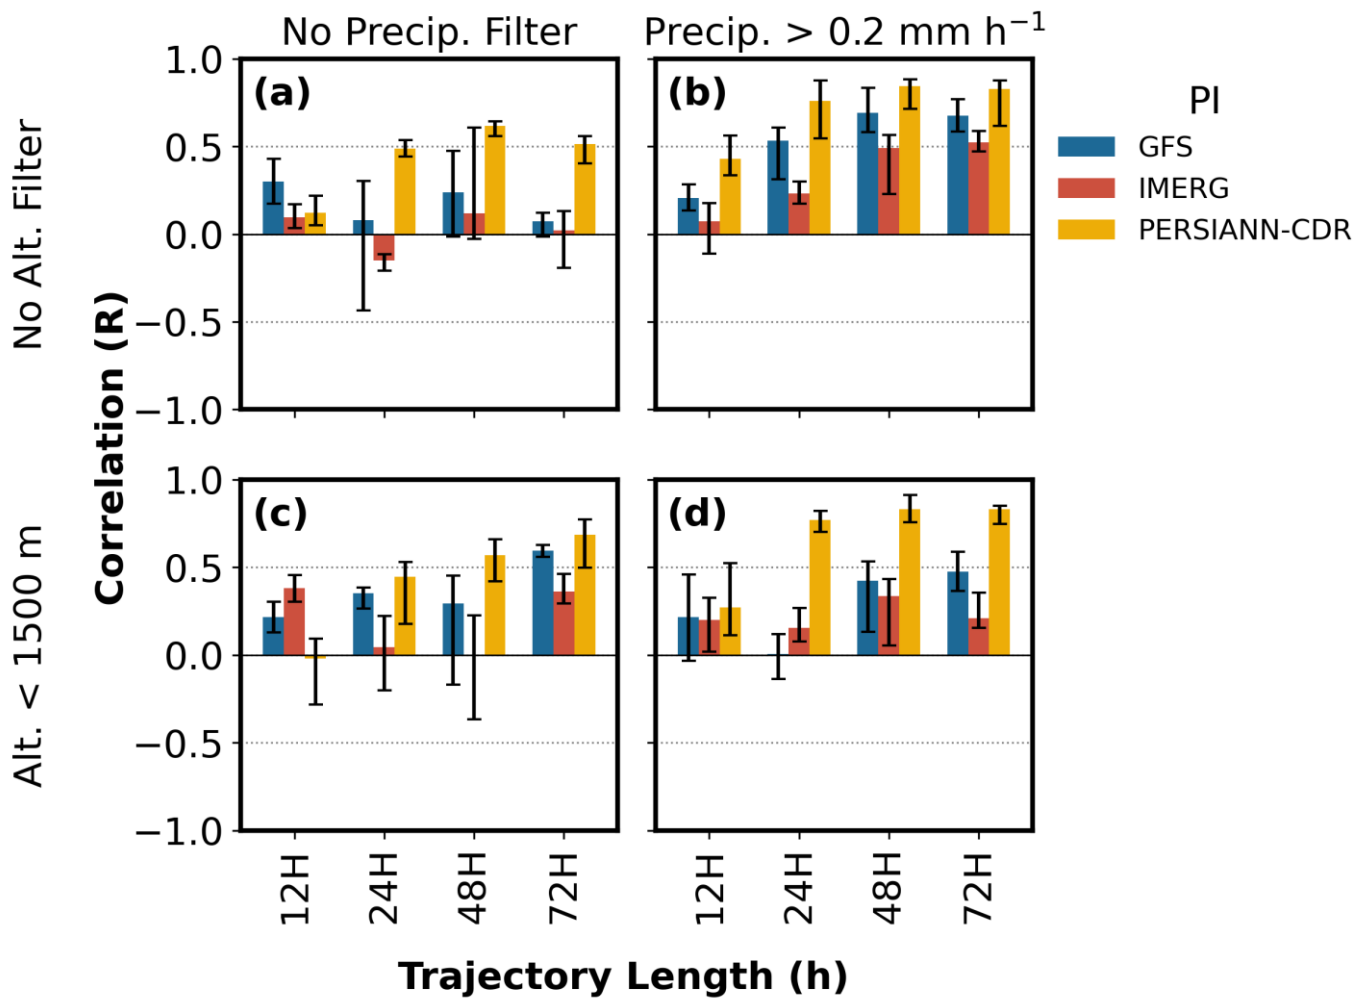 No Precip. Filter
Precip. > 0.2 mm h⁻¹
No Alt. Filter
Alt. < 1500 m
Correlation (R)
1.0
0.5
0.0
−0.5
−1.0
(a)
(b)
PI
GFS
IMERG
PERSIANN-CDR
1.0
0.5
0.0
−0.5
−1.0
(c)
(d)
12H
24H
48H
72H
12H
24H
48H
72H
Trajectory Length (h)